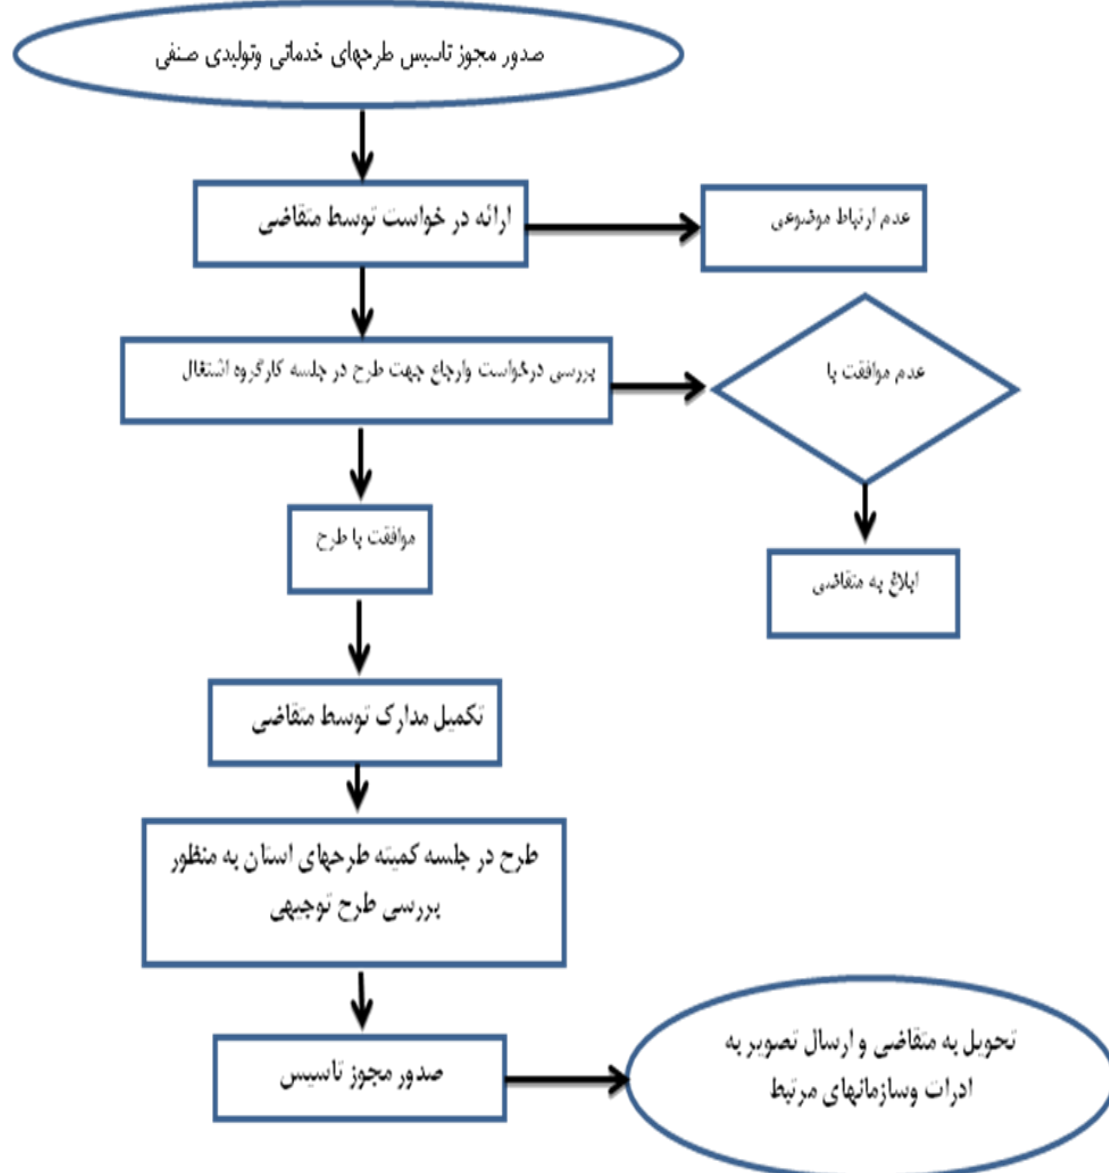 صدور مجوز تاسیس طرحهای خدماتی وتولیدی صنفی
ارائه در خواست توسط متقاضی
عدم ارتباط موضوعی
بررسی درخواست وارجاع جهت طرح در جلسه کارگروه اشتغال
عدم موافقت با
موافقت با طرح
ابلاغ به متقاضی
تکمیل مدارک توسط متقاضی
طرح در جلسه کمیته طرحهای استان به منظور
بررسی طرح توجیهی
صدور مجوز تاسیس
تحویل به متقاضی و ارسال تصویر به
ادرات وسازمانهای مرتبط